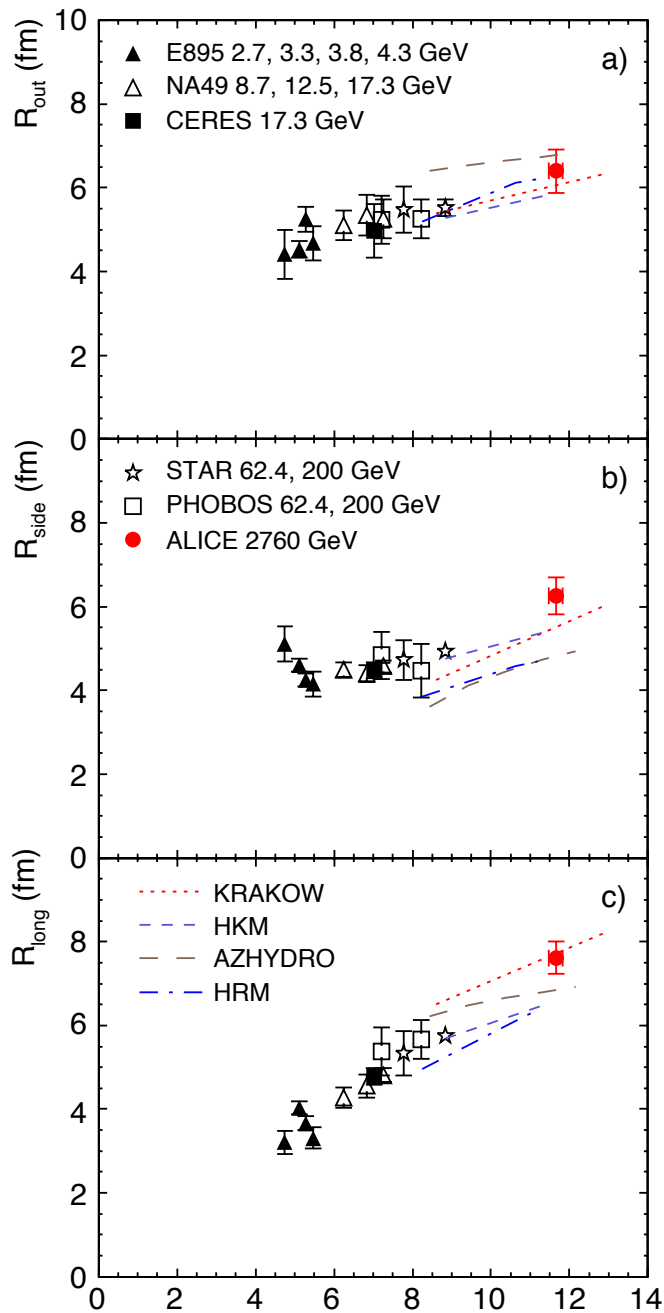 10
8
6
4
2
0
R_out (fm)
E895 2.7, 3.3, 3.8, 4.3 GeV
NA49 8.7, 12.5, 17.3 GeV
CERES 17.3 GeV
a)
8
6
4
2
0
R_side (fm)
STAR 62.4, 200 GeV
PHOBOS 62.4, 200 GeV
ALICE 2760 GeV
b)
8
6
4
2
0
R_long (fm)
KRAKOW
HKM
AZHYDRO
HRM
c)
0 2 4 6 8 10 12 14